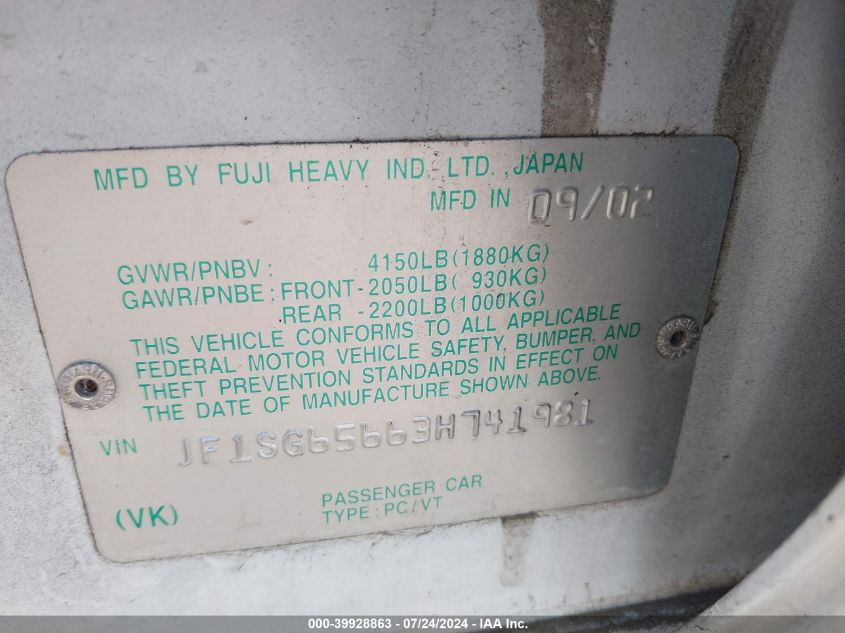 MFD BY FUJI HEAVY IND. LTD., JAPAN
MFD IN 09/02
GVWR/PNBV: 4150LB(1880KG)
GAWR/PNBE: FRONT-2050LB( 930KG)
REAR -2200LB(1000KG)
THIS VEHICLE CONFORMS TO ALL APPLICABLE
FEDERAL MOTOR VEHICLE SAFETY, BUMPER, AND
THEFT PREVENTION STANDARDS IN EFFECT ON
THE DATE OF MANUFACTURE SHOWN ABOVE.
VIN JF1SG65663H741981
(VK)
PASSENGER CAR
TYPE: PC/VT
000-39928863 - 07/24/2024 - IAA Inc.